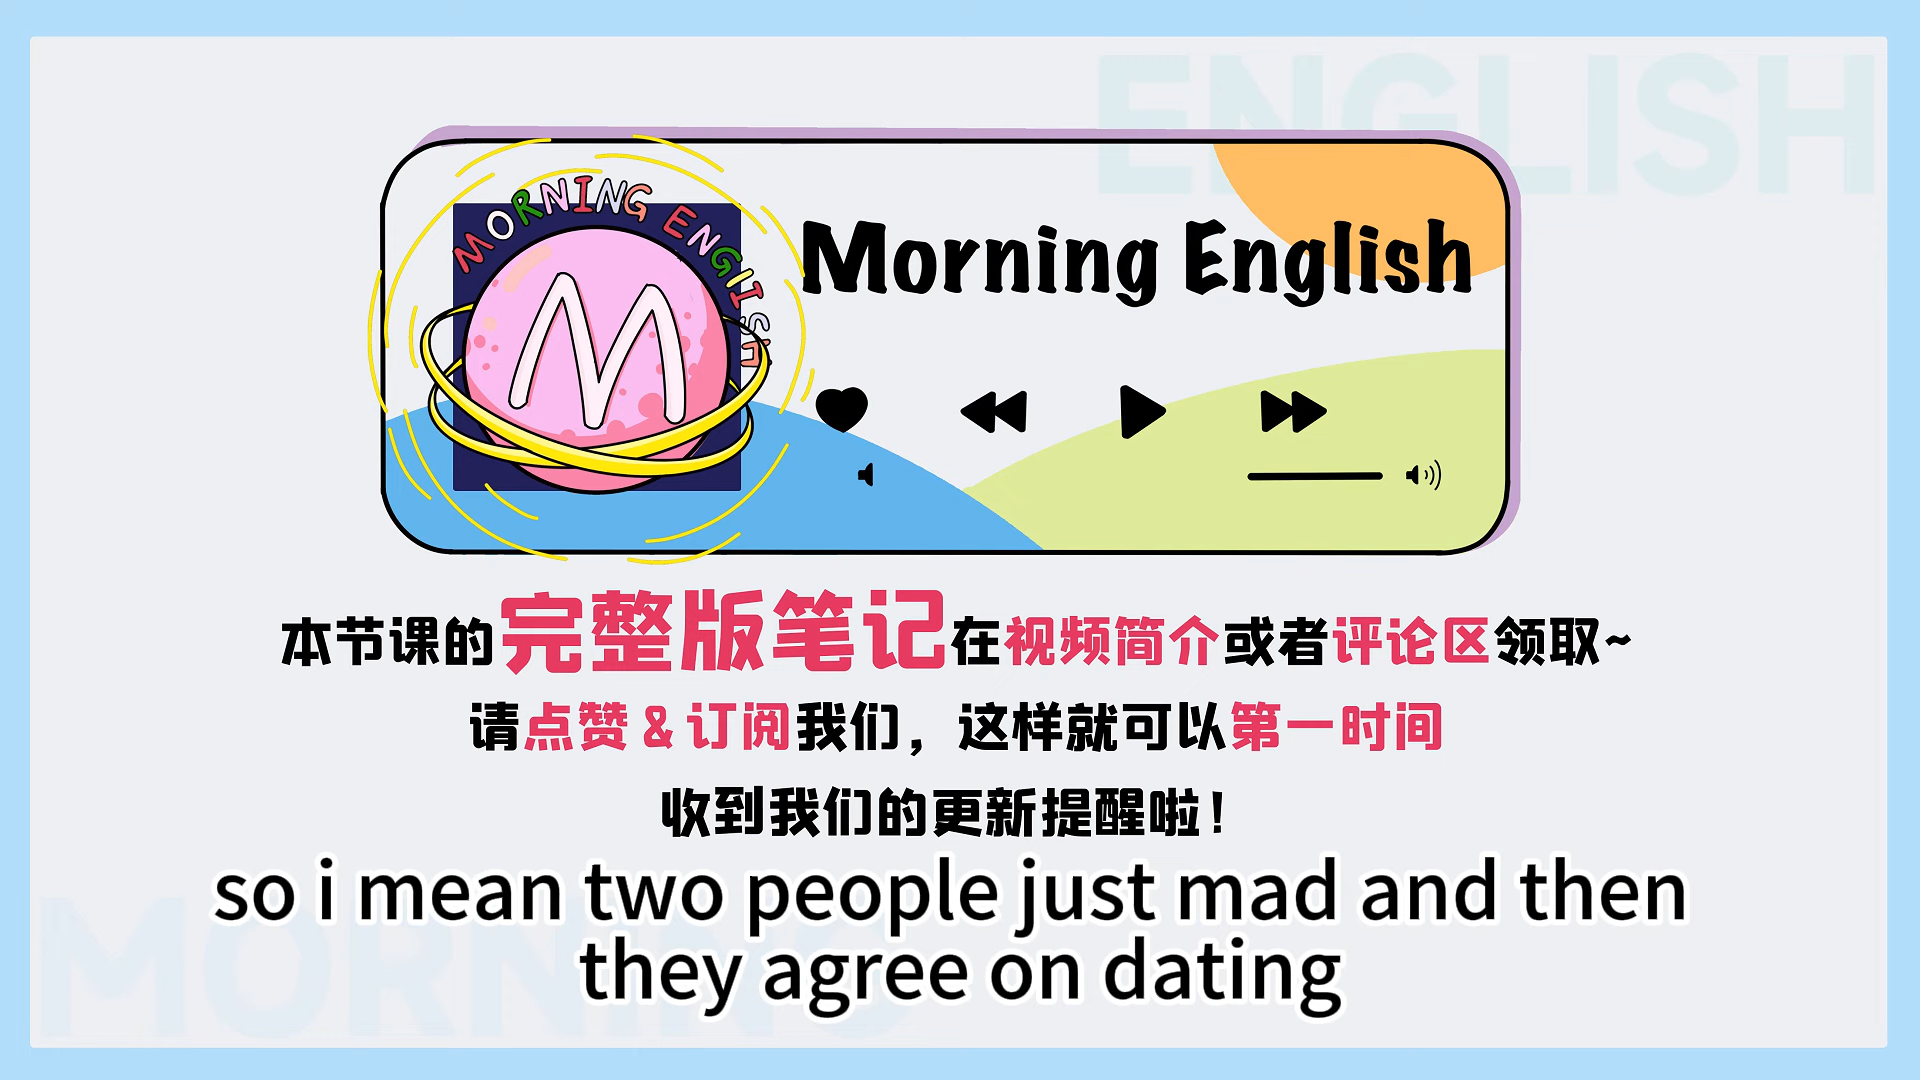 ENGLISH
MORNING ENGLISH
M
Morning English
本节课的完整版笔记在视频简介或者评论区领取~
请点赞&订阅我们，这样就可以第一时间
收到我们的更新提醒啦！
so i mean two people just mad and then
they agree on dating
MORNING